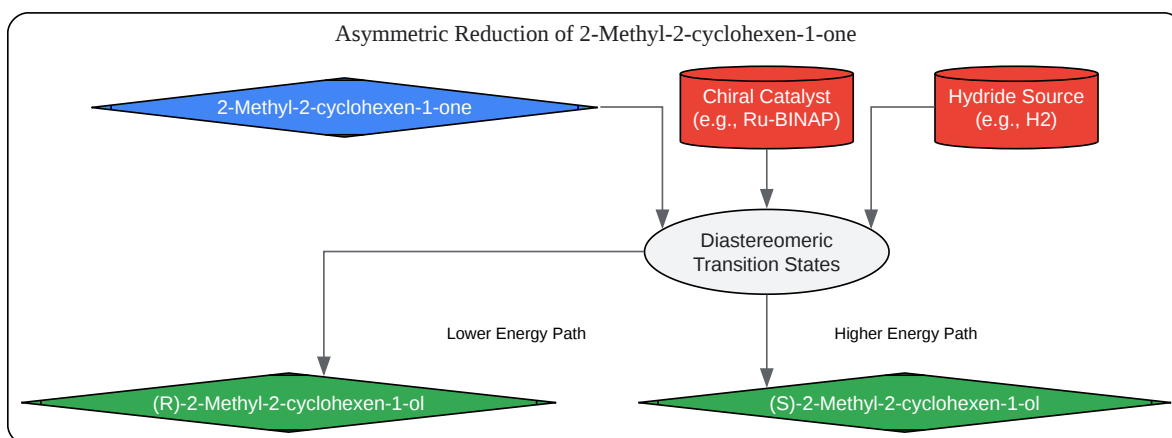 Asymmetric Reduction of 2-Methyl-2-cyclohexen-1-one
2-Methyl-2-cyclohexen-1-one
Chiral Catalyst
(e.g., Ru-BINAP)
Hydride Source
(e.g., H2)
Diastereomeric
Transition States
Lower Energy Path
Higher Energy Path
(R)-2-Methyl-2-cyclohexen-1-ol
(S)-2-Methyl-2-cyclohexen-1-ol